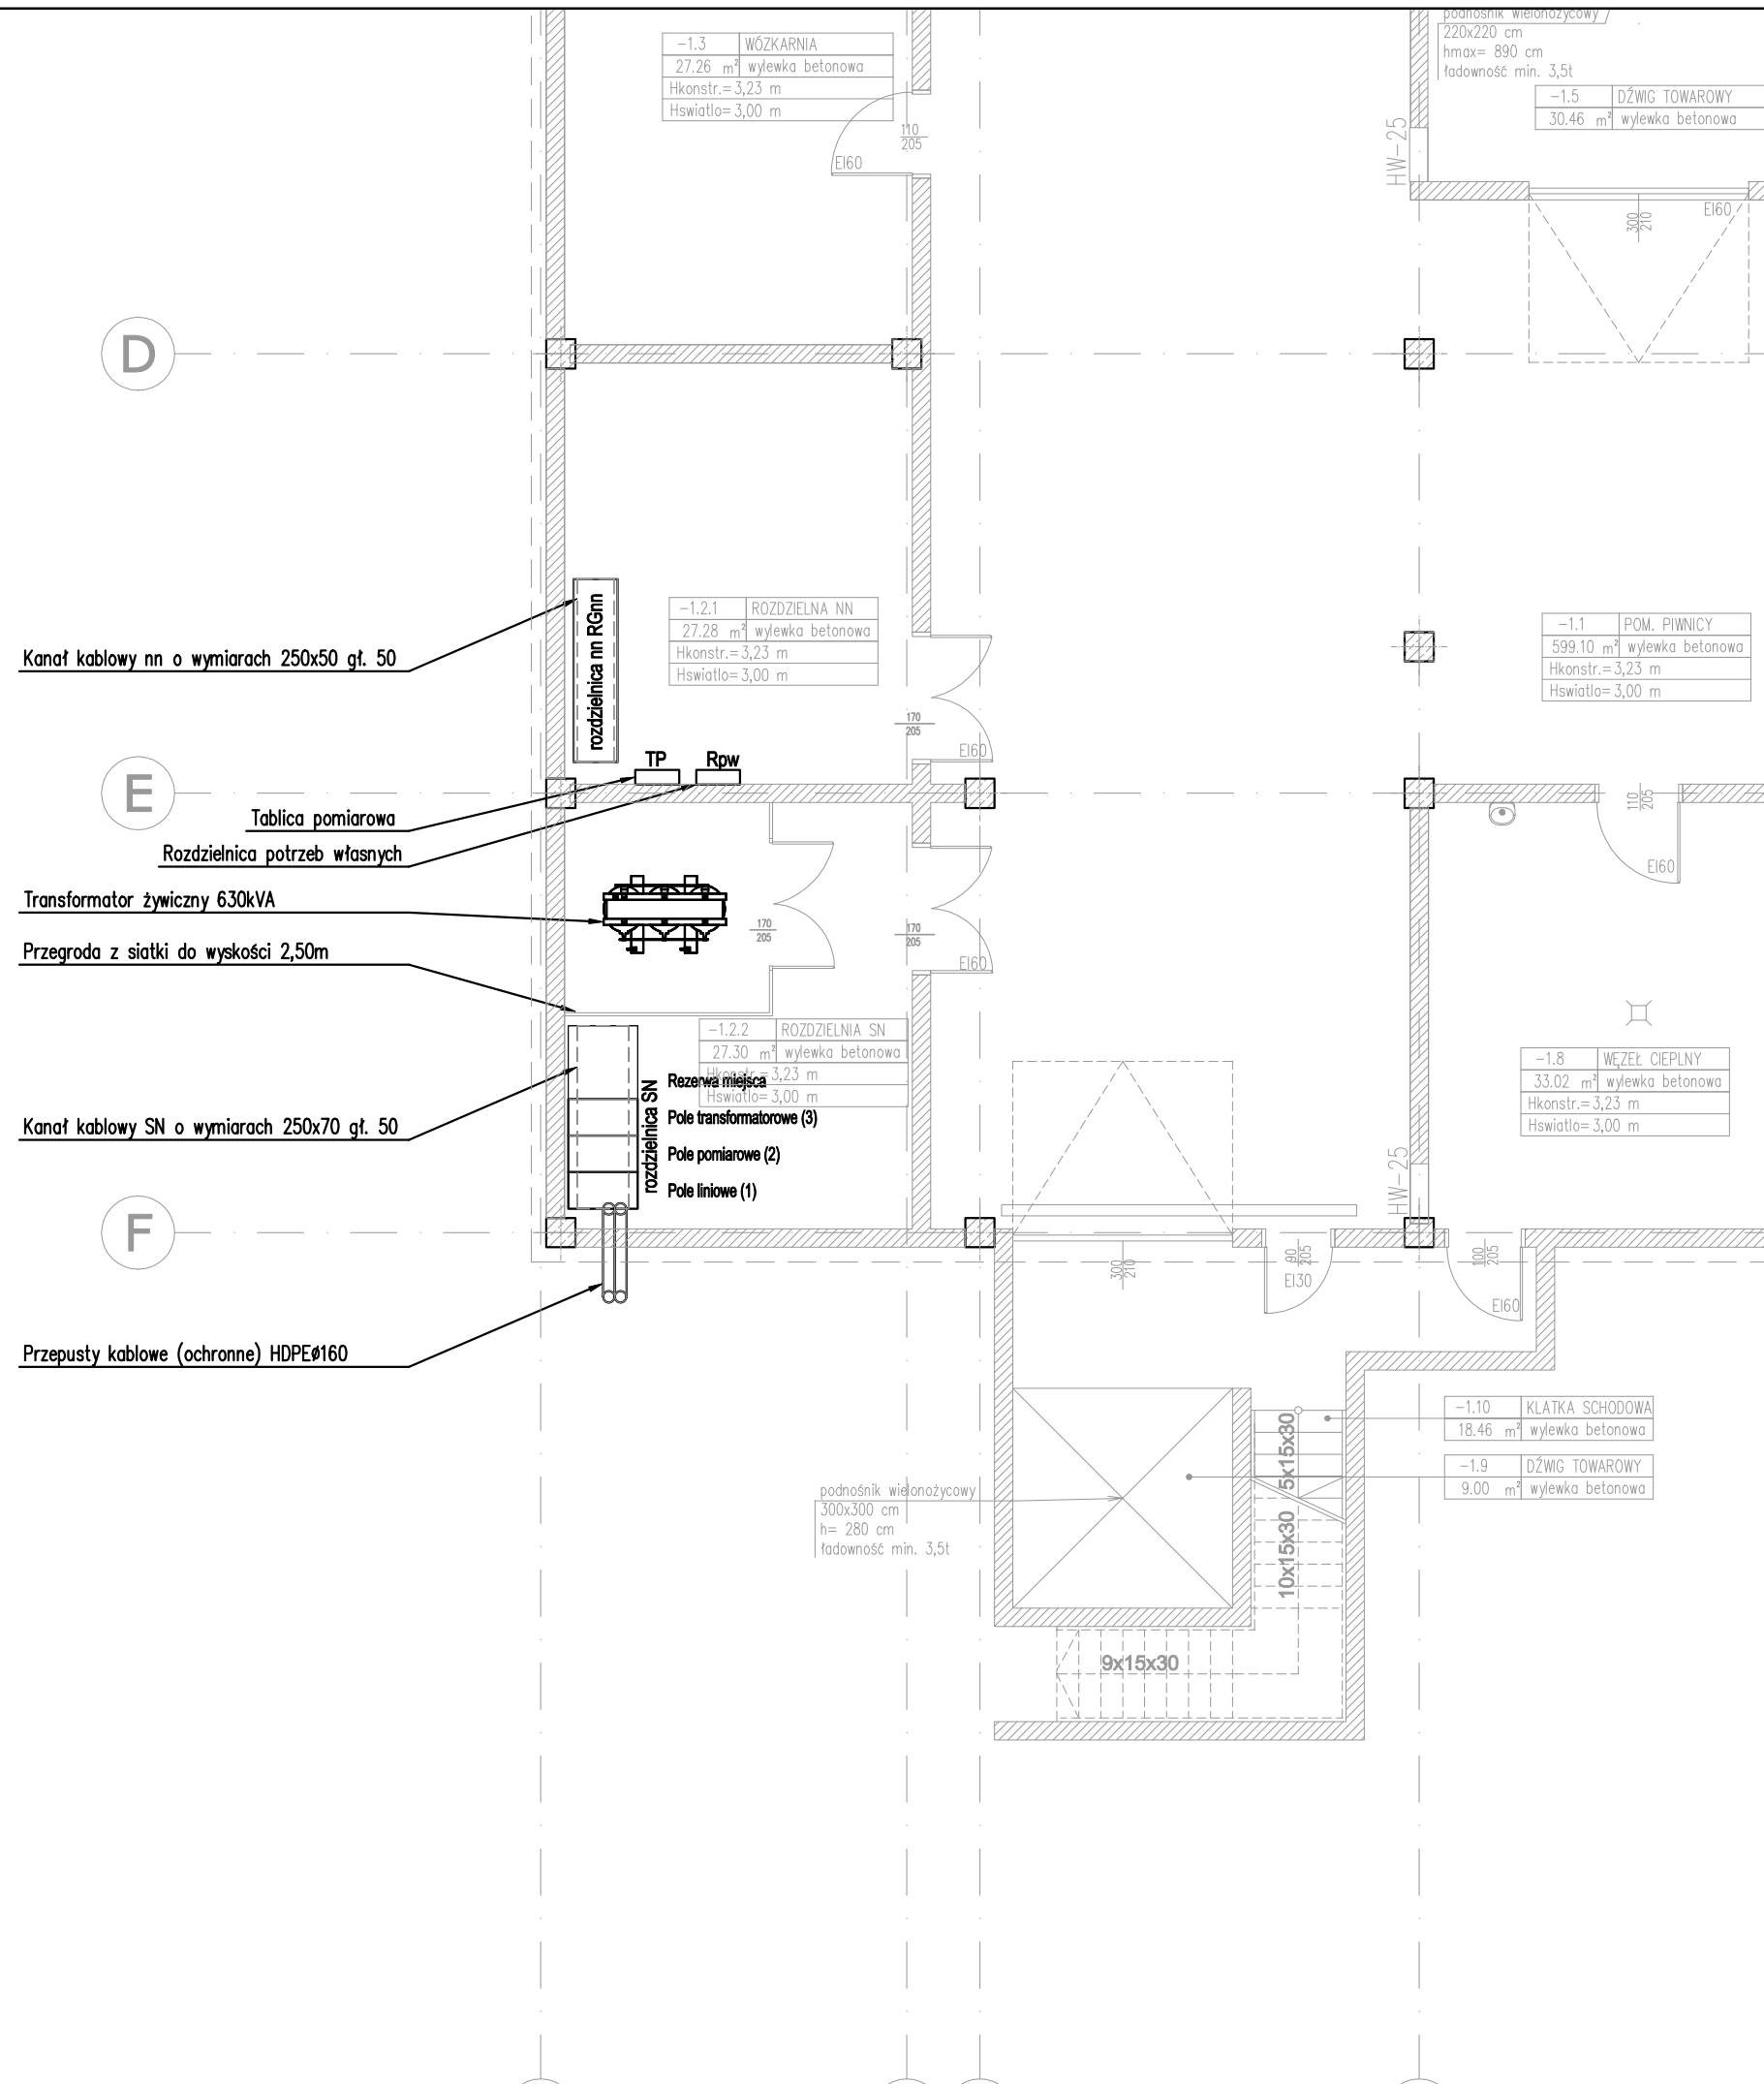 podnośnik wielonożycowy
220x220 cm
hmax= 890 cm
ładowność min. 3,5t
-1.3 WÓZKARNIA
27.26 m² wylewka betonowa
Hkonstr.=3,23 m
Hswiatlo=3,00 m
-1.5 DŹWIG TOWAROWY
30.46 m² wylewka betonowa
110
205
EI60
HW-25
300
210
EI60
D
-1.2.1 ROZDZIELNA NN
27.28 m² wylewka betonowa
Hkonstr.=3,23 m
Hswiatlo=3,00 m
rozdzielnica nn RGnn
Kanał kablowy nn o wymiarach 250x50 gł. 50
-1.1 POM. PIWNICY
599.10 m² wylewka betonowa
Hkonstr.=3,23 m
Hswiatlo=3,00 m
170
205
EI60
TP Rpw
E
110
205
EI60
Tablica pomiarowa
Rozdzielnica potrzeb własnych
Transformator żywiczny 630kVA
170
205
170
205
EI60
Przegroda z siatki do wyskości 2,50m
-1.2.2 ROZDZIELNIA SN
27.30 m² wylewka betonowa
Hkonstr.=3,23 m
Hswiatlo=3,00 m
rozdzielnica SN
Rezerwa miejsca
Pole transformatorowe (3)
Pole pomiarowe (2)
Pole liniowe (1)
Kanał kablowy SN o wymiarach 250x70 gł. 50
-1.8 WĘZEŁ CIEPLNY
33.02 m² wylewka betonowa
Hkonstr.=3,23 m
Hswiatlo=3,00 m
HW-25
F
300
210
90
205
EI30
100
205
EI60
Przepusty kablowe (ochronne) HDPEø160
-1.10 KLATKA SCHODOWA
18.46 m² wylewka betonowa
-1.9 DŹWIG TOWAROWY
9.00 m² wylewka betonowa
5x15x30
10x15x30
podnośnik wielonożycowy
300x300 cm
h= 280 cm
ładowność min. 3,5t
9x15x30